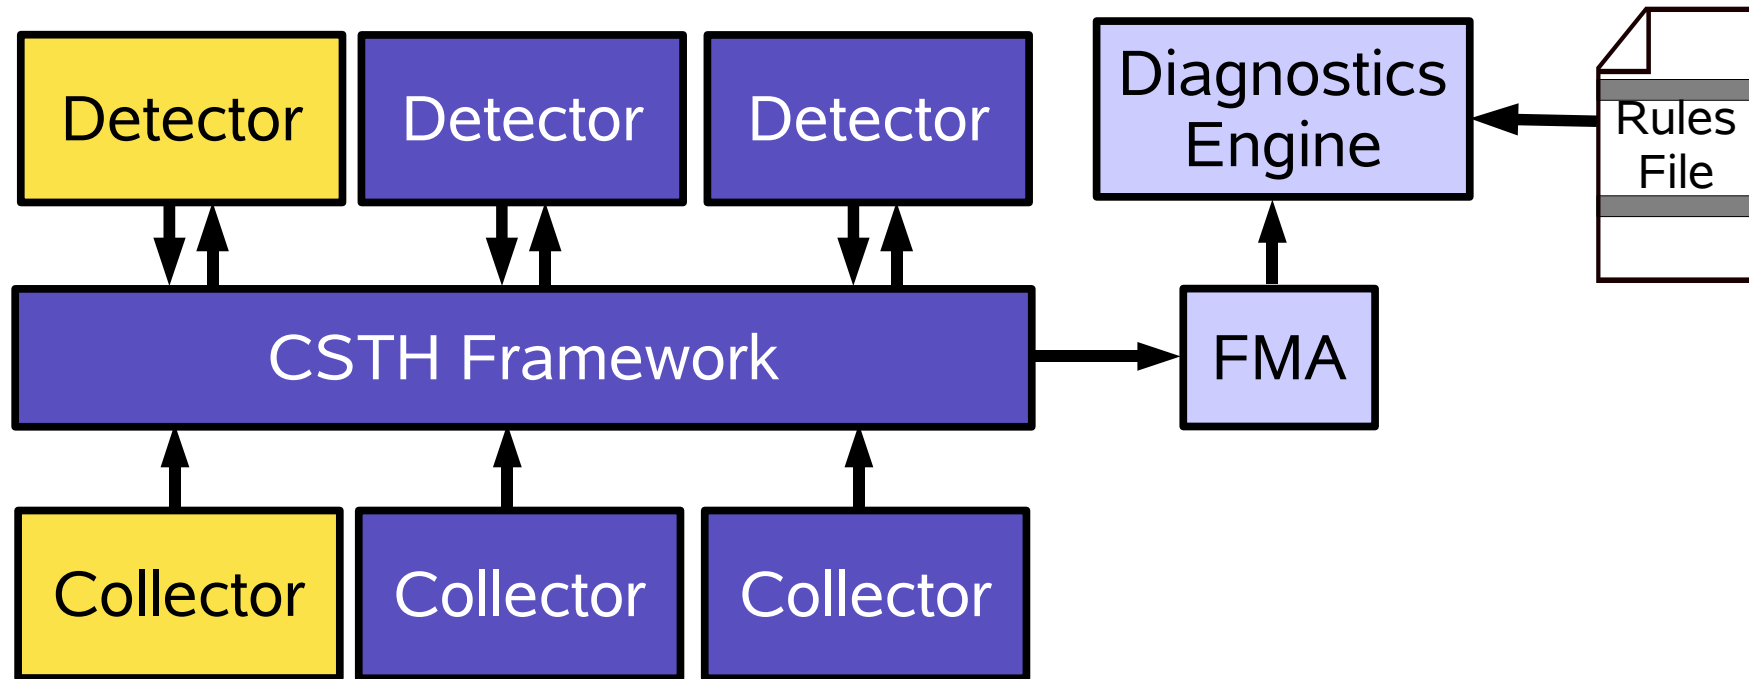 Detector
Detector
Detector
Diagnostics
Engine
Rules
File
CSTH Framework
FMA
Collector
Collector
Collector